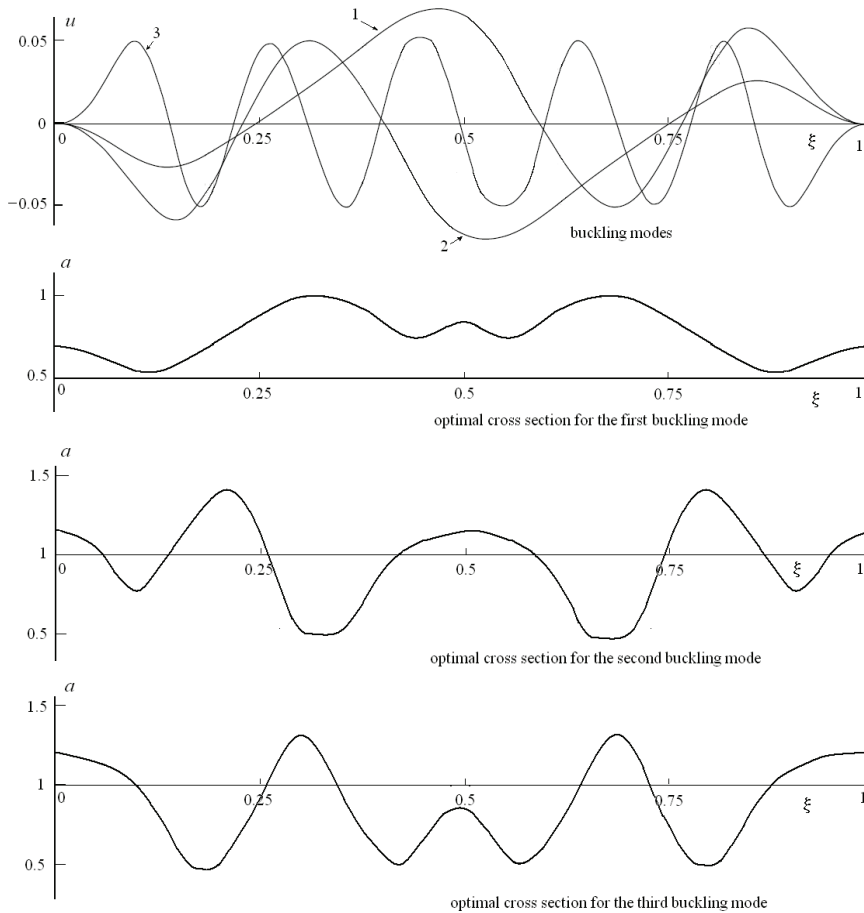 u
1
3
0.05
0
0 0.25 0.5 0.75 ξ 1
−0.05
2
buckling modes
a
1
0.5
0 0.25 0.5 0.75 ξ 1
optimal cross section for the first buckling mode
a
1.5
1
0 0.25 0.5 0.75 ξ 1
0.5
optimal cross section for the second buckling mode
a
1.5
1
0 0.25 0.5 0.75 ξ 1
0.5
optimal cross section for the third buckling mode